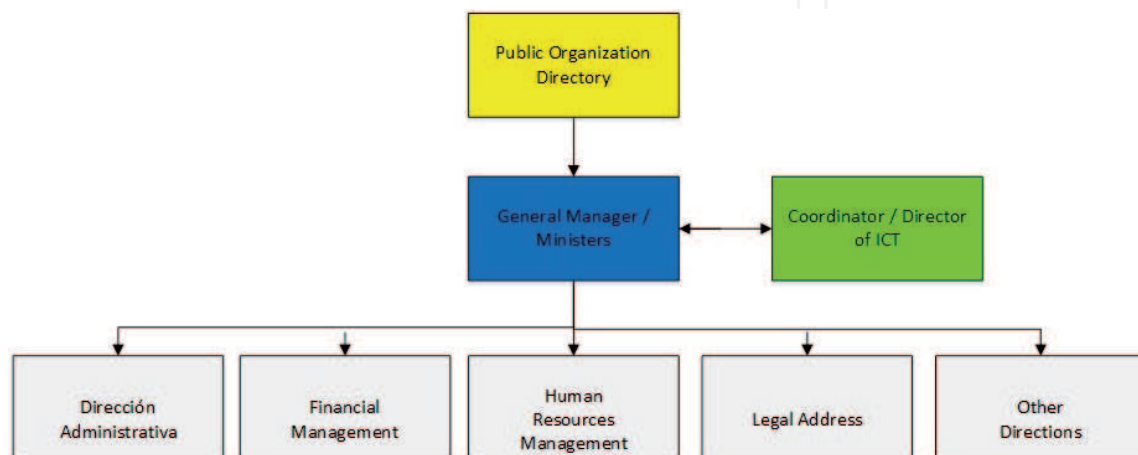 Public Organization
Directory
General Manager /
Ministers
Coordinator / Director
of ICT
Dirección
Administrativa
Financial
Management
Human
Resources
Management
Legal Address
Other
Directions